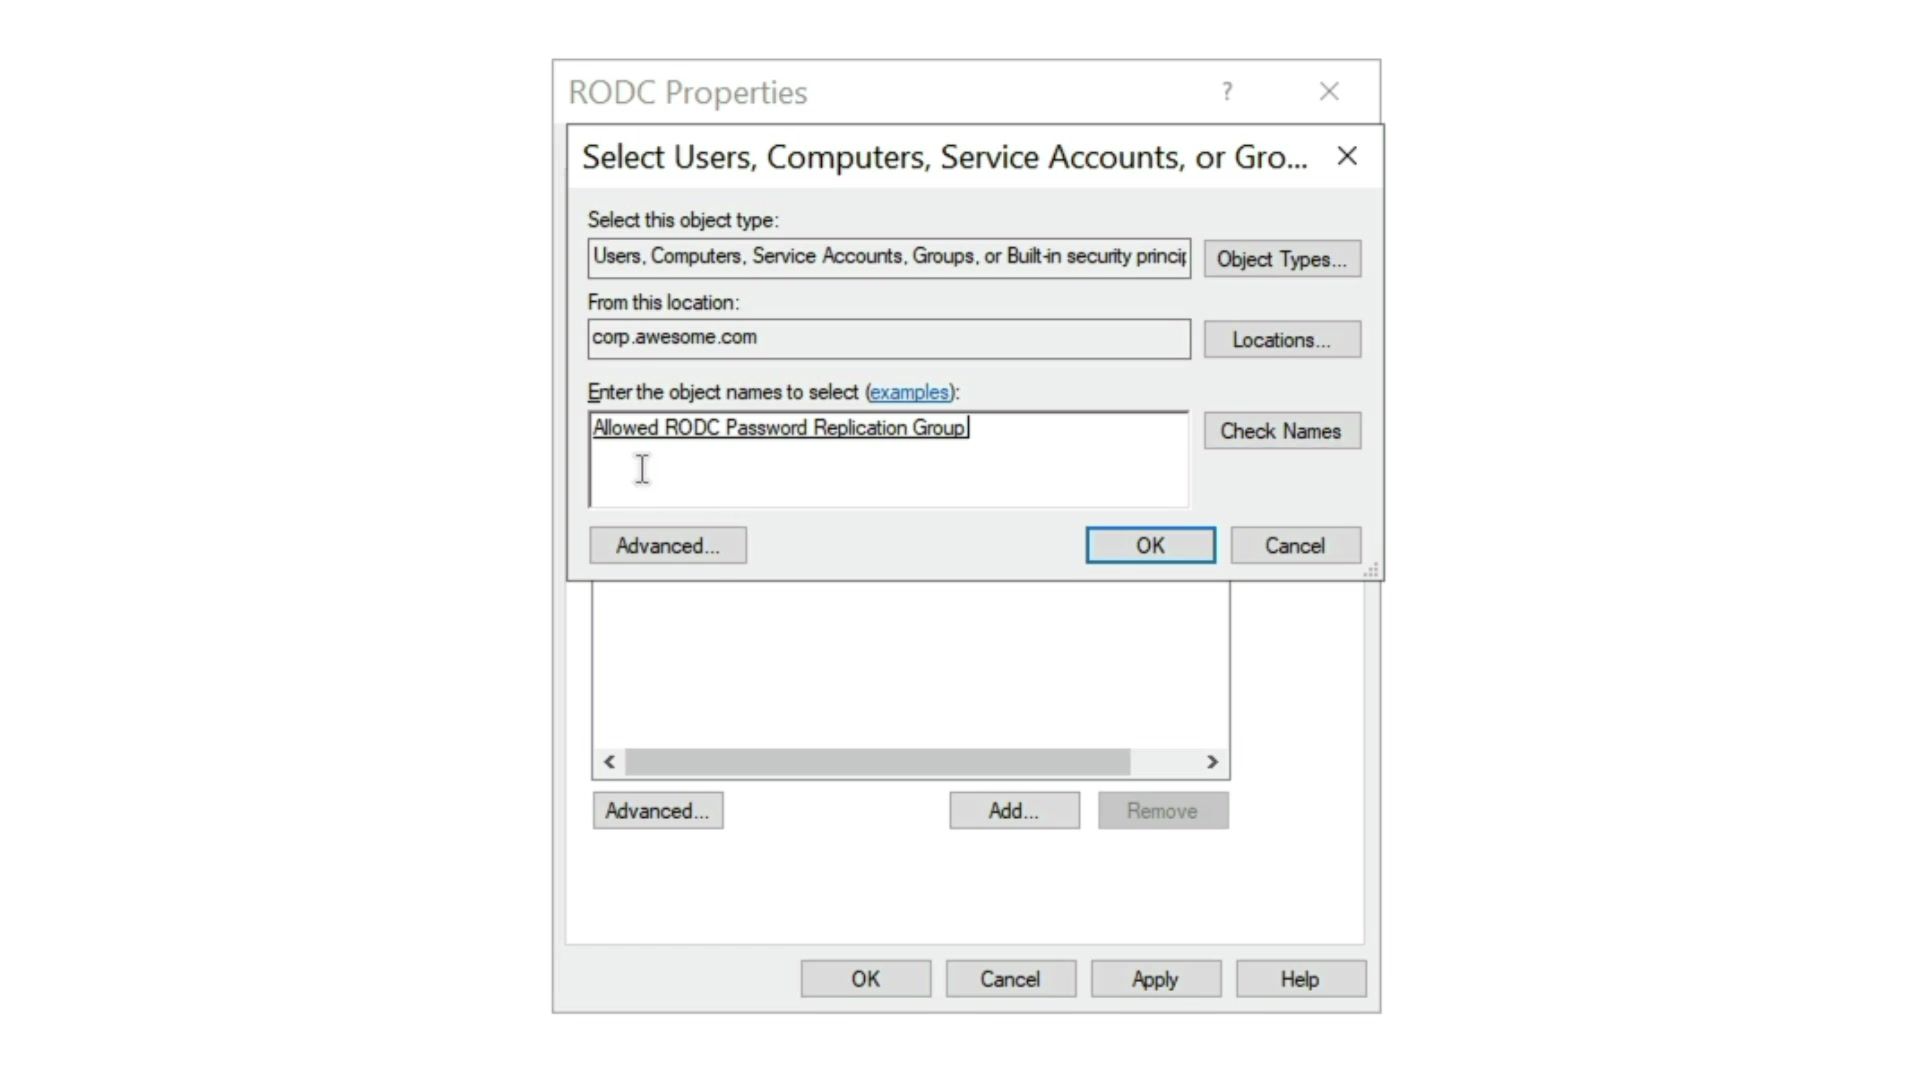 RODC Properties
?
Select Users, Computers, Service Accounts, or Gro...
Select this object type:
Users, Computers, Service Accounts, Groups, or Built-in security princip
Object Types...
From this location:
corp.awesome.com
Locations...
Enter the object names to select (examples):
Allowed RODC Password Replication Group
Check Names
Advanced...
OK
Cancel
Advanced...
Add...
Remove
OK
Cancel
Apply
Help